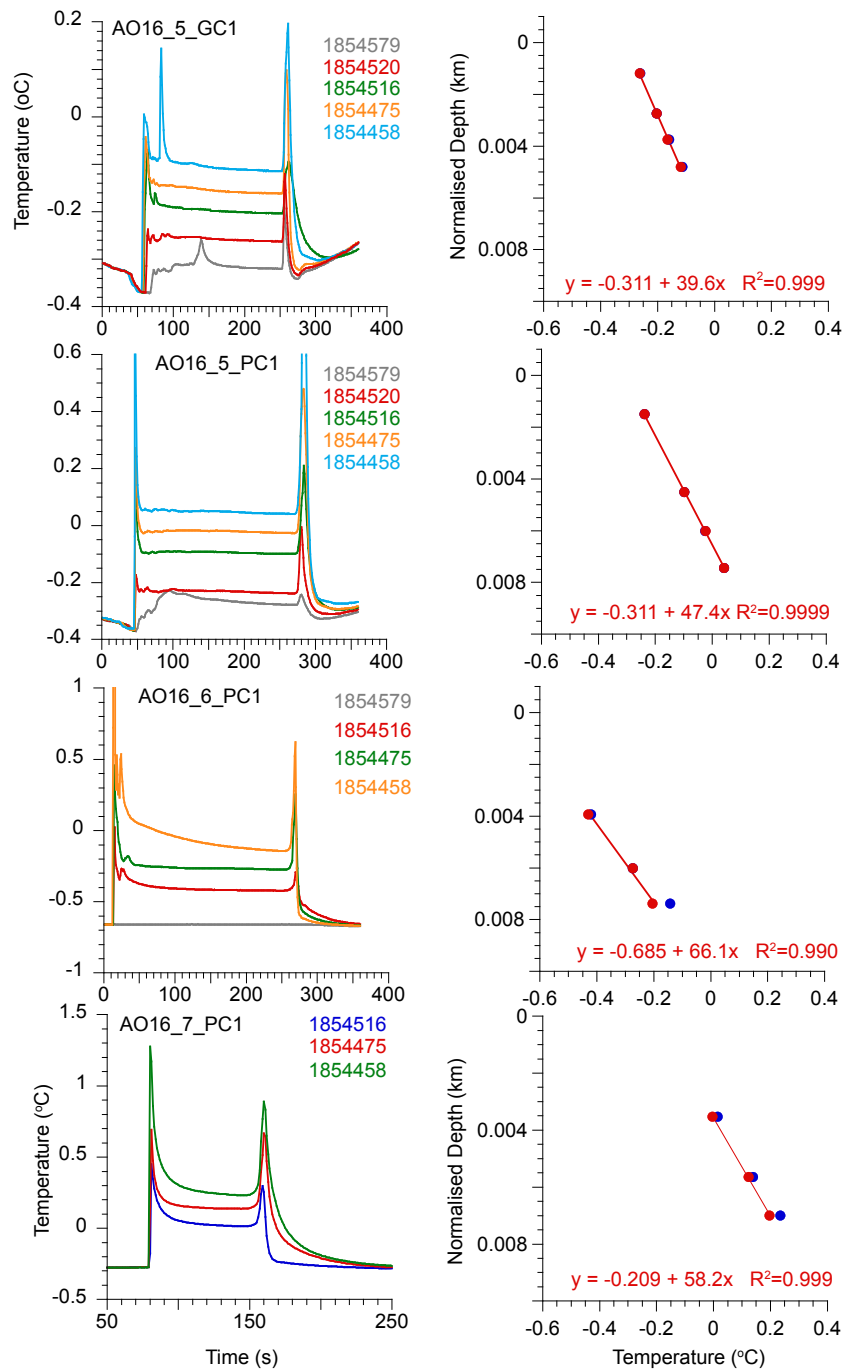 AO16_5_GC1
1854579
1854520
1854516
1854475
1854458
Temperature (oC)
0.2
0
-0.2
-0.4
0 100 200 300 400
Normalised Depth (km)
0
0.004
0.008
y = -0.311 + 39.6x R²=0.999
-0.6 -0.4 -0.2 0 0.2 0.4
AO16_5_PC1
1854579
1854520
1854516
1854475
1854458
0.6
0.4
0.2
0
-0.2
-0.4
0 100 200 300 400
0
0.004
0.008
y = -0.311 + 47.4x R²=0.9999
-0.6 -0.4 -0.2 0 0.2 0.4
AO16_6_PC1
1854579
1854516
1854475
1854458
1
0.5
0
-0.5
-1
0 100 200 300 400
0
0.004
0.008
y = -0.685 + 66.1x R²=0.990
-0.6 -0.4 -0.2 0 0.2 0.4
AO16_7_PC1
1854516
1854475
1854458
Temperature (ºC)
1.5
1
0.5
0
-0.5
50 100 150 200 250
Time (s)
Normalised Depth (km)
0
0.004
0.008
y = -0.209 + 58.2x R²=0.999
-0.6 -0.4 -0.2 0 0.2 0.4
Temperature (ºC)